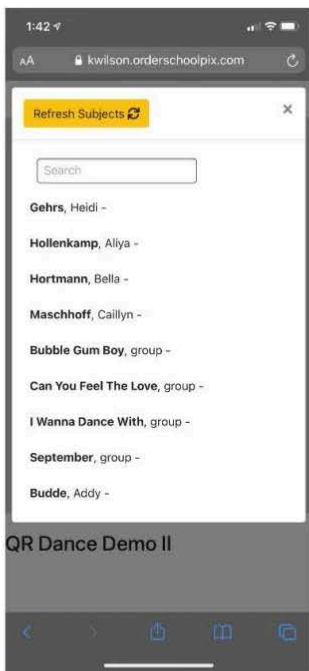 1:42
AA kwilson.orderschoolpix.com
Refresh Subjects ×
Search
Gehrs, Heidi -
Hollenkamp, Aliya -
Hortmann, Bella -
Maschhoff, Caillyn -
Bubble Gum Boy, group -
Can You Feel The Love, group -
I Wanna Dance With, group -
September, group -
Budde, Addy -
QR Dance Demo II